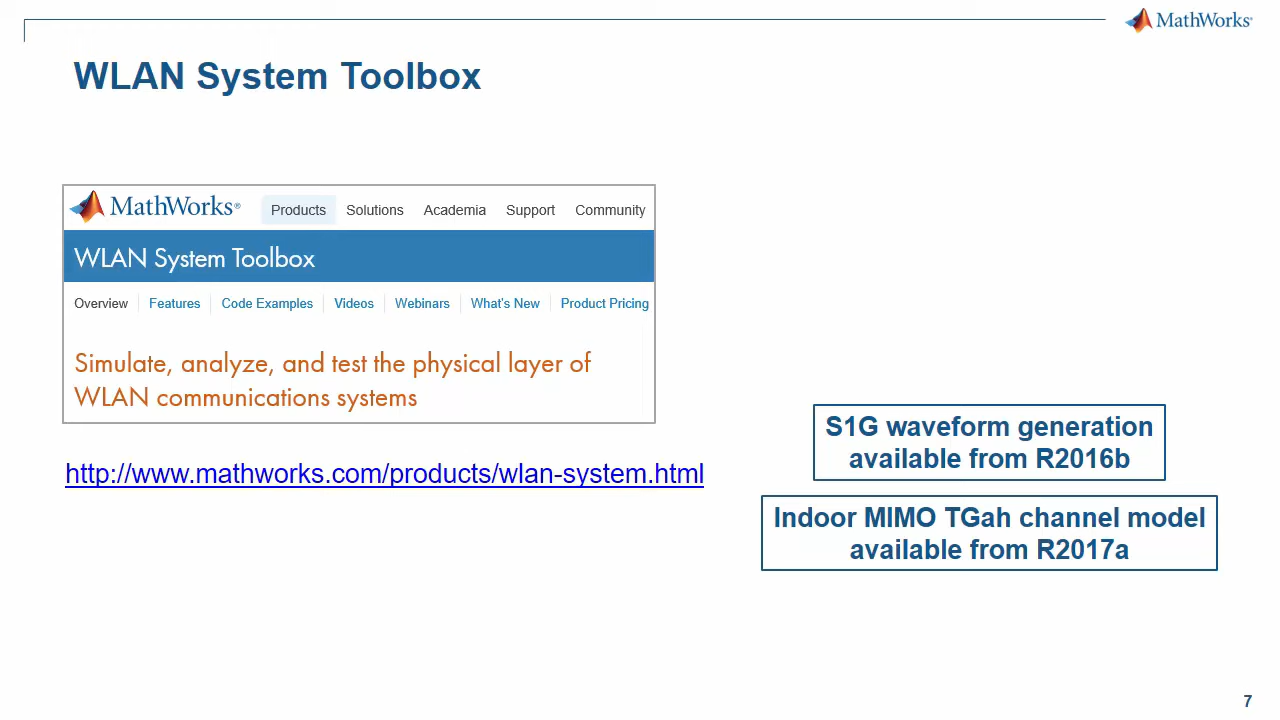 MathWorks®
WLAN System Toolbox
MathWorks® Products Solutions Academia Support Community
WLAN System Toolbox
Overview Features Code Examples Videos Webinars What's New Product Pricing
Simulate, analyze, and test the physical layer of
WLAN communications systems
http://www.mathworks.com/products/wlan-system.html
S1G waveform generation
available from R2016b
Indoor MIMO TGah channel model
available from R2017a
7